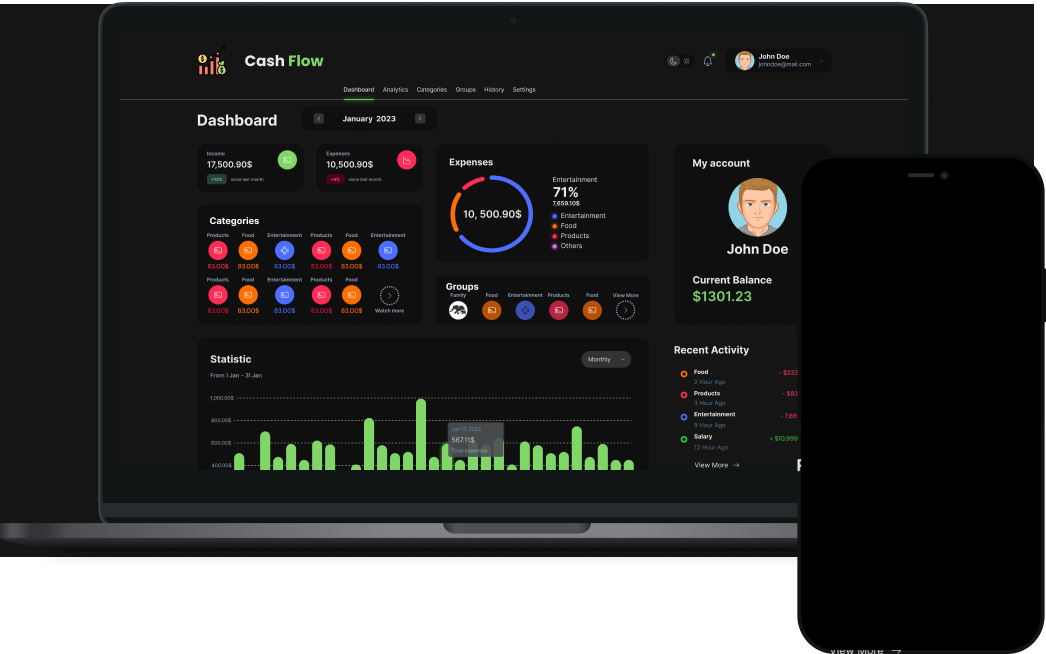 Cash Flow
John Doe
johndoe@mail.com
Dashboard Analytics Categories Groups History Settings
Dashboard
January 2023
Income
17,500.90$
+12%
since last month
Expenses
10,500.90$
since last month
Expenses
10, 500.90$
Entertainment
71%
7,659.10$
Entertainment
Food
Products
Others
My account
John Doe
Current Balance
$1301.23
Categories
Products Food Entertainment Products Food Entertainment
83.00$ 83.00$ 83.00$ 83.00$ 83.00$ 83.00$
Products Food Entertainment Products Food
83.00$ 83.00$ 83.00$ 83.00$ 83.00$ Watch more
Groups
Family Food Entertainment Products Food View More
Statistic
Monthly
From 1 Jan - 31 Jan
1,000.00$
800.00$
600.00$
400.00$
Jan 17, 2023
567.11$
Total expenses
Recent Activity
Food
- $333
2 Hour Ago
Products
- $83
3 Hour Ago
Entertainment
- 7,66
9 Hour Ago
Salary
+ $10,999
12 Hour Ago
View More →
View More →